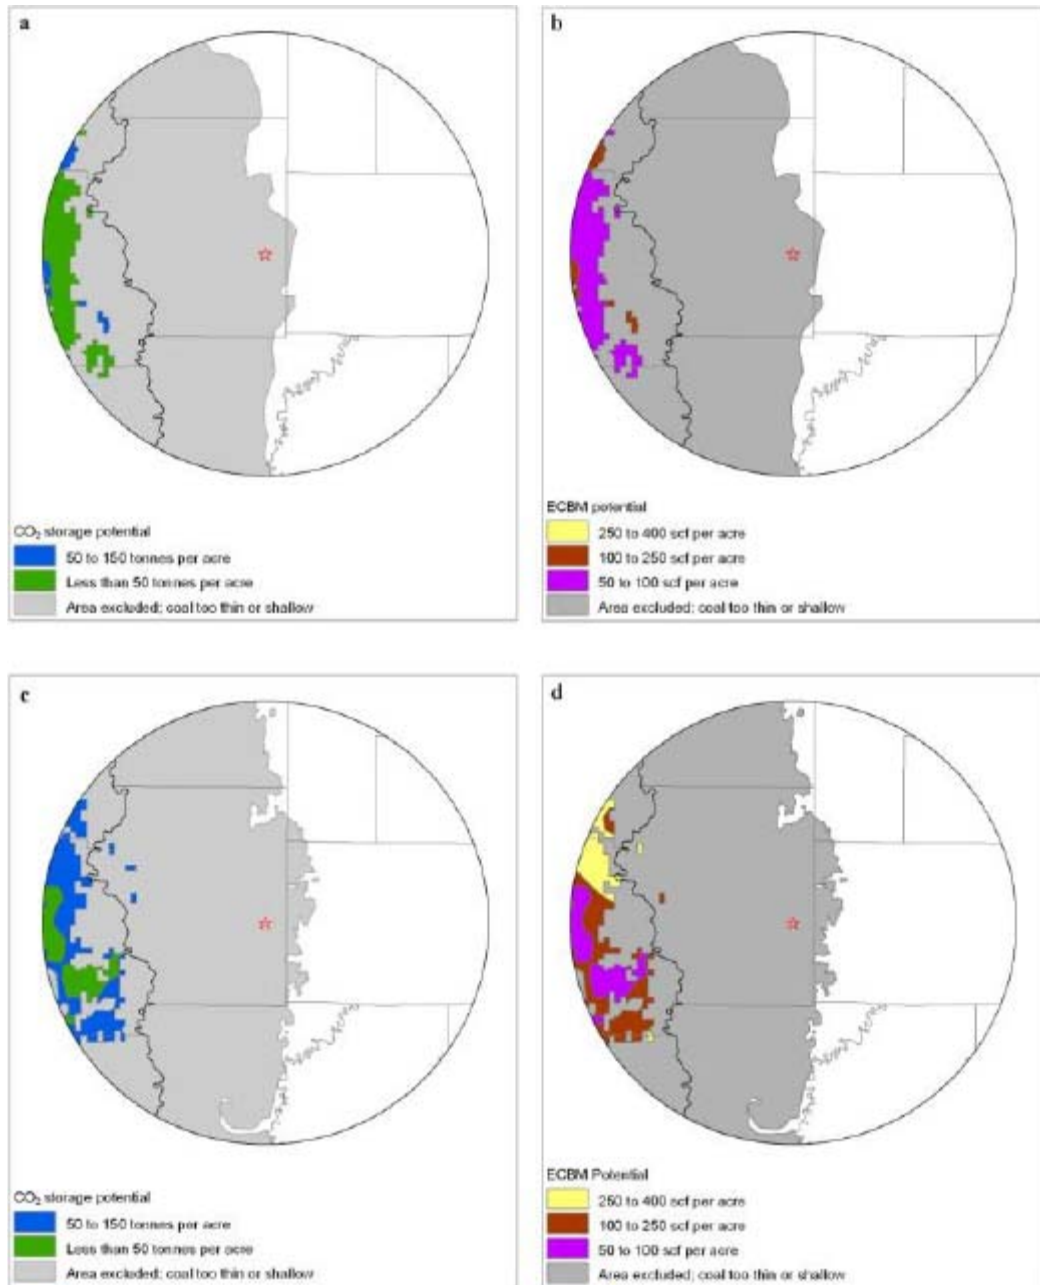 a
CO₂ storage potential
50 to 150 tonnes per acre
Less than 50 tonnes per acre
Area excluded; coal too thin or shallow
b
ECBM potential
250 to 400 scf per acre
100 to 250 scf per acre
50 to 100 scf per acre
Area excluded; coal too thin or shallow
c
CO₂ storage potential
50 to 150 tonnes per acre
Less than 50 tonnes per acre
Area excluded; coal too thin or shallow
d
ECBM Potential
250 to 400 scf per acre
100 to 250 scf per acre
50 to 100 scf per acre
Area excluded; coal too thin or shallow